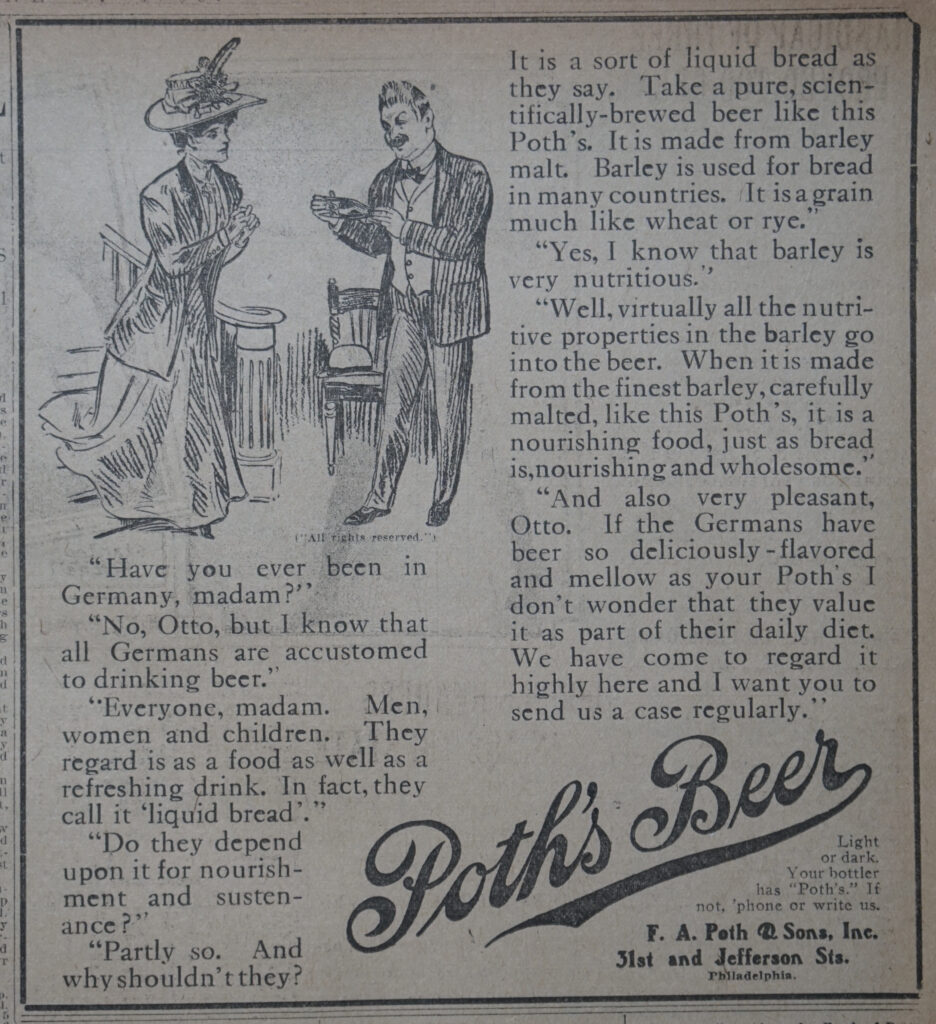 ("All rights reserved.")
"Have you ever been in
Germany, madam?"
"No, Otto, but I know that
all Germans are accustomed
to drinking beer."
"Everyone, madam. Men,
women and children. They
regard is as a food as well as a
refreshing drink. In fact, they
call it 'liquid bread'."
"Do they depend
upon it for nourish-
ment and susten-
ance?"
"Partly so. And
why shouldn't they?
It is a sort of liquid bread as
they say. Take a pure, scien-
tifically-brewed beer like this
Poth's. It is made from barley
malt. Barley is used for bread
in many countries. It is a grain
much like wheat or rye."
"Yes, I know that barley is
very nutritious."
"Well, virtually all the nutri-
tive properties in the barley go
into the beer. When it is made
from the finest barley, carefully
malted, like this Poth's, it is a
nourishing food, just as bread
is, nourishing and wholesome."
"And also very pleasant,
Otto. If the Germans have
beer so deliciously-flavored
and mellow as your Poth's I
don't wonder that they value
it as part of their daily diet.
We have come to regard it
highly here and I want you to
send us a case regularly."
Poth's Beer
Light
or dark.
Your bottler
has "Poth's." If
not, 'phone or write us.
F. A. Poth & Sons, Inc.
31st and Jefferson Sts.
Philadelphia.